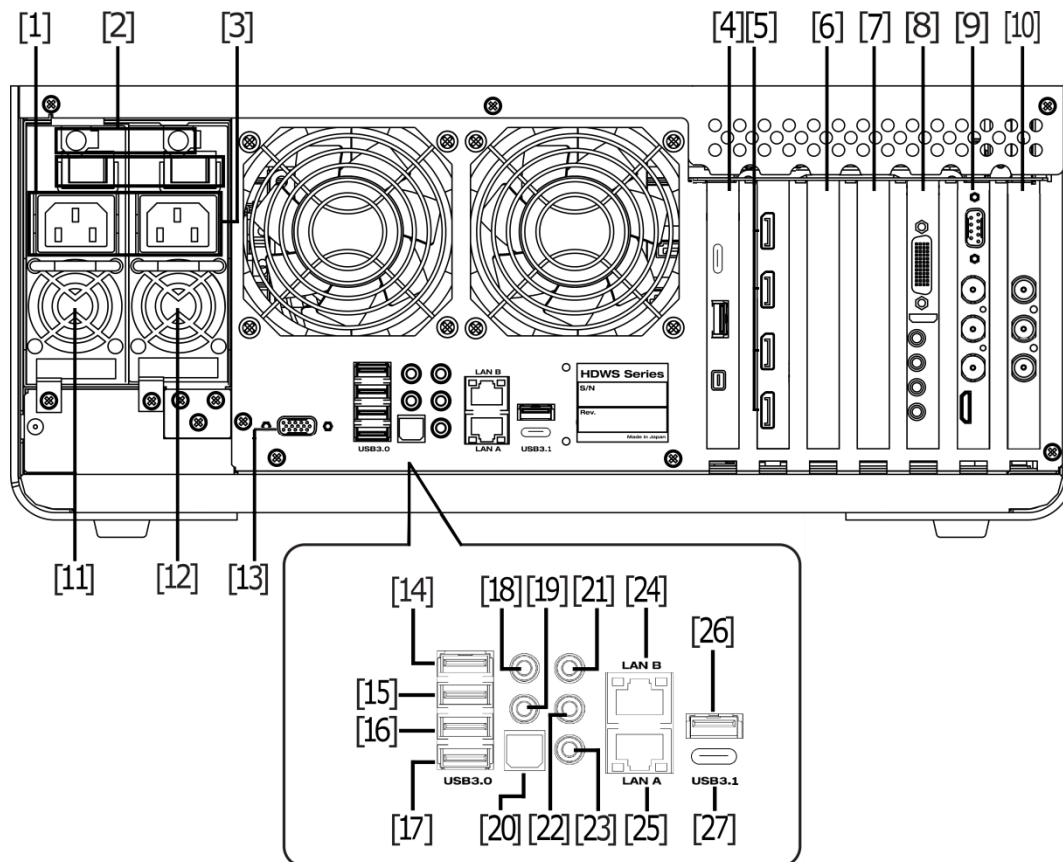 [1] [2] [3] [4] [5] [6] [7] [8] [9] [10]
HDWS Series
S/N
Rev.
Made in Japan
LAN B
USB3.0
LAN A
USB3.1
[11] [12] [13]
[14] [18] [19] [21] [24]
[26]
[15]
LAN B
[16]
USB3.0
LAN A
USB3.1
[17] [20] [22] [23] [25] [27]